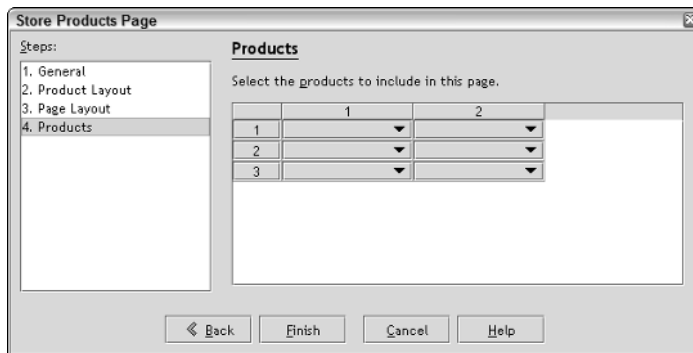 Store Products Page
Steps:
1. General
2. Product Layout
3. Page Layout
4. Products
Products
Select the products to include in this page.
1 2
1
2
3
Back Finish Cancel Help